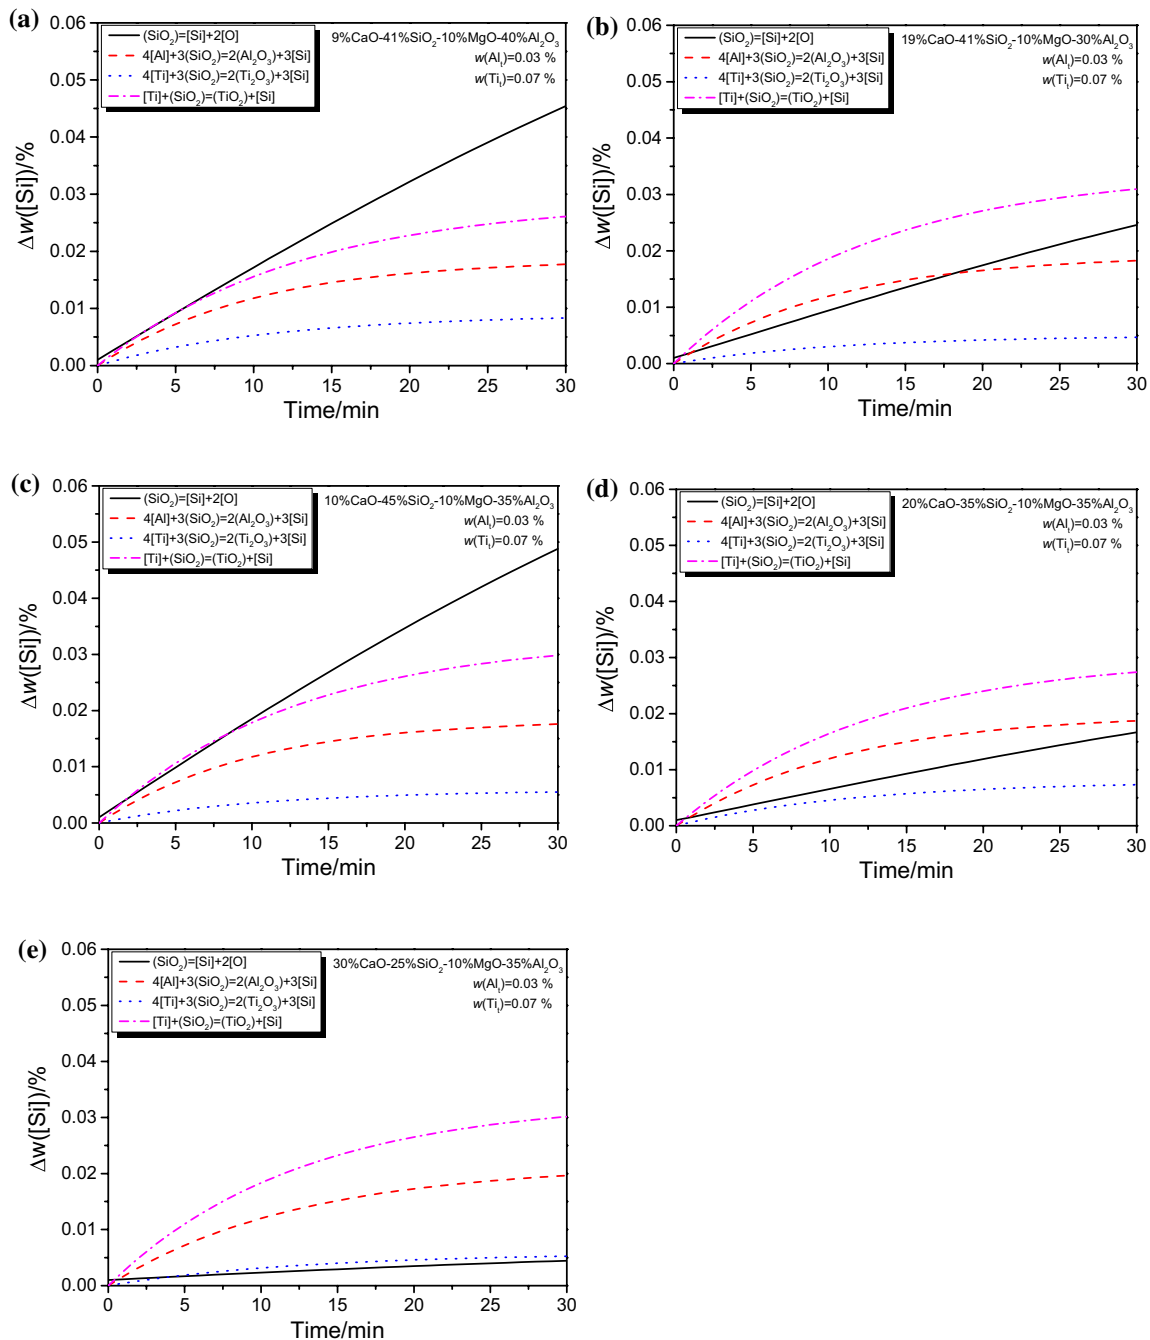 (a)
(SiO2)=[Si]+2[O]
4[Al]+3(SiO2)=2(Al2O3)+3[Si]
4[Ti]+3(SiO2)=2(Ti2O3)+3[Si]
[Ti]+(SiO2)=(TiO2)+[Si]
9%CaO-41%SiO2-10%MgO-40%Al2O3
w(Alt)=0.03 %
w(Tit)=0.07 %
0.06
0.05
0.04
0.03
0.02
0.01
0.00
Δw([Si])/%
0 5 10 15 20 25 30
Time/min
(b)
(SiO2)=[Si]+2[O]
4[Al]+3(SiO2)=2(Al2O3)+3[Si]
4[Ti]+3(SiO2)=2(Ti2O3)+3[Si]
[Ti]+(SiO2)=(TiO2)+[Si]
19%CaO-41%SiO2-10%MgO-30%Al2O3
w(Alt)=0.03 %
w(Tit)=0.07 %
0.06
0.05
0.04
0.03
0.02
0.01
0.00
Δw([Si])/%
0 5 10 15 20 25 30
Time/min
(c)
(SiO2)=[Si]+2[O]
4[Al]+3(SiO2)=2(Al2O3)+3[Si]
4[Ti]+3(SiO2)=2(Ti2O3)+3[Si]
[Ti]+(SiO2)=(TiO2)+[Si]
10%CaO-45%SiO2-10%MgO-35%Al2O3
w(Alt)=0.03 %
w(Tit)=0.07 %
0.06
0.05
0.04
0.03
0.02
0.01
0.00
Δw([Si])/%
0 5 10 15 20 25 30
Time/min
(d)
(SiO2)=[Si]+2[O]
4[Al]+3(SiO2)=2(Al2O3)+3[Si]
4[Ti]+3(SiO2)=2(Ti2O3)+3[Si]
[Ti]+(SiO2)=(TiO2)+[Si]
20%CaO-35%SiO2-10%MgO-35%Al2O3
w(Alt)=0.03 %
w(Tit)=0.07 %
0.06
0.05
0.04
0.03
0.02
0.01
0.00
Δw([Si])/%
0 5 10 15 20 25 30
Time/min
(e)
(SiO2)=[Si]+2[O]
4[Al]+3(SiO2)=2(Al2O3)+3[Si]
4[Ti]+3(SiO2)=2(Ti2O3)+3[Si]
[Ti]+(SiO2)=(TiO2)+[Si]
30%CaO-25%SiO2-10%MgO-35%Al2O3
w(Alt)=0.03 %
w(Tit)=0.07 %
0.06
0.05
0.04
0.03
0.02
0.01
0.00
Δw([Si])/%
0 5 10 15 20 25 30
Time/min